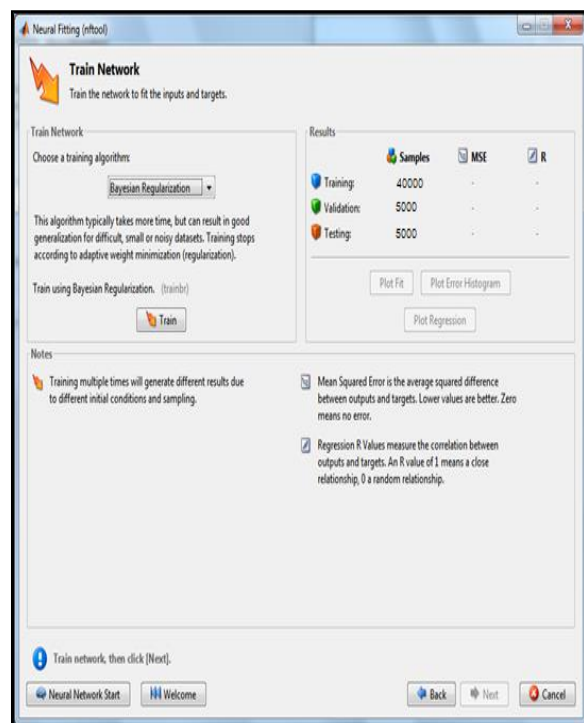 Neural Fitting (nftool)
Train Network
Train the network to fit the inputs and targets.
Train Network
Choose a training algorithm:
Bayesian Regularization
This algorithm typically takes more time, but can result in good
generalization for difficult, small or noisy datasets. Training stops
according to adaptive weight minimization (regularization).
Train using Bayesian Regularization. (trainbr)
Train
Results
Samples MSE R
Training: 40000 - -
Validation: 5000 - -
Testing: 5000 - -
Plot Fit Plot Error Histogram
Plot Regression
Notes
Training multiple times will generate different results due
to different initial conditions and sampling.
Mean Squared Error is the average squared difference
between outputs and targets. Lower values are better. Zero
means no error.
Regression R Values measure the correlation between
outputs and targets. An R value of 1 means a close
relationship, 0 a random relationship.
Train network, then click [Next].
Neural Network Start Welcome Back Next Cancel